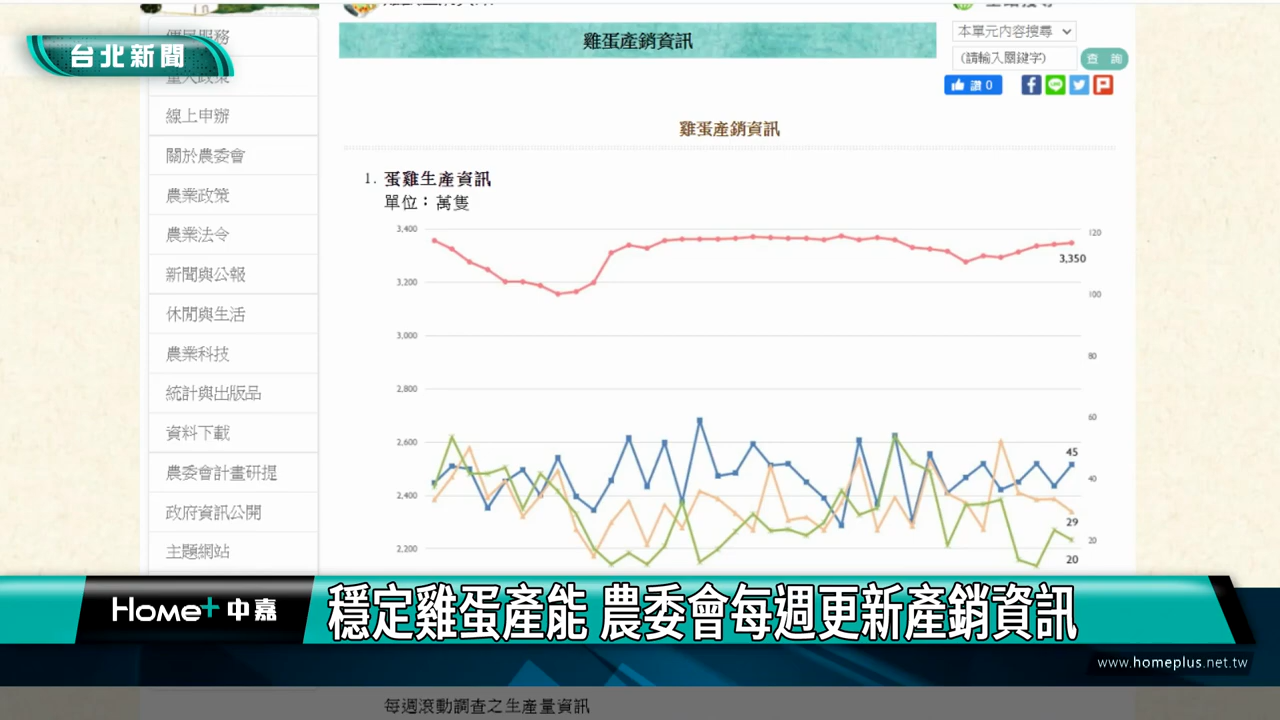 台北新聞
線上申辦
關於農委會
農業政策
農業法令
新聞與公報
休閒與生活
農業科技
統計與出版品
資料下載
農委會計畫研提
政府資訊公開
主題網站
雞蛋產銷資訊
本單元內容搜尋
(請輸入關鍵字)
查 詢
讚 0
雞蛋產銷資訊
1. 蛋雞生產資訊
單位：萬隻
3,400
3,200
3,000
2,800
2,600
2,400
2,200
120
100
80
60
40
20
3,350
45
29
20
Home+ 中嘉
穩定雞蛋產能 農委會每週更新產銷資訊
www.homeplus.net.tw
每週滾動調查之生產量資訊